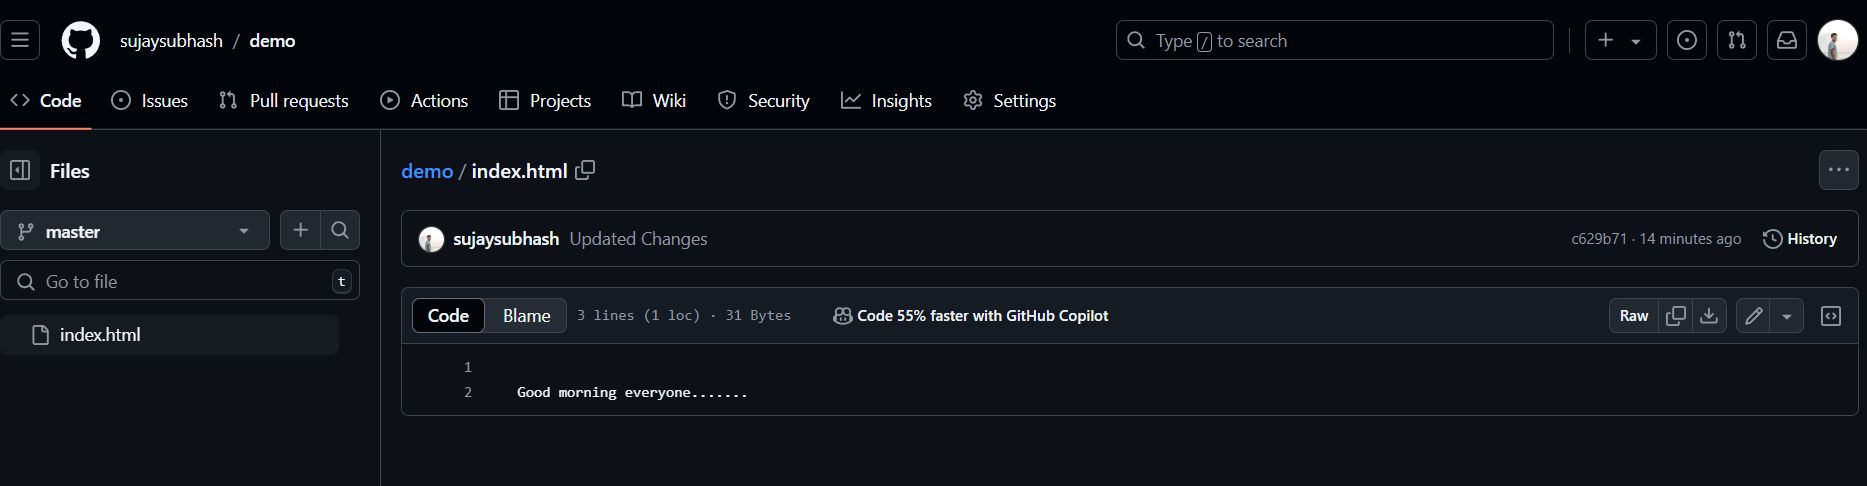 sujaysubhash / demo
Type / to search
Code Issues Pull requests Actions Projects Wiki Security Insights Settings
Files
master
Go to file t
index.html
demo / index.html
sujaysubhash Updated Changes
c629b71 · 14 minutes ago History
Code Blame 3 lines (1 loc) · 31 Bytes Code 55% faster with GitHub Copilot Raw
1
2 Good morning everyone.......